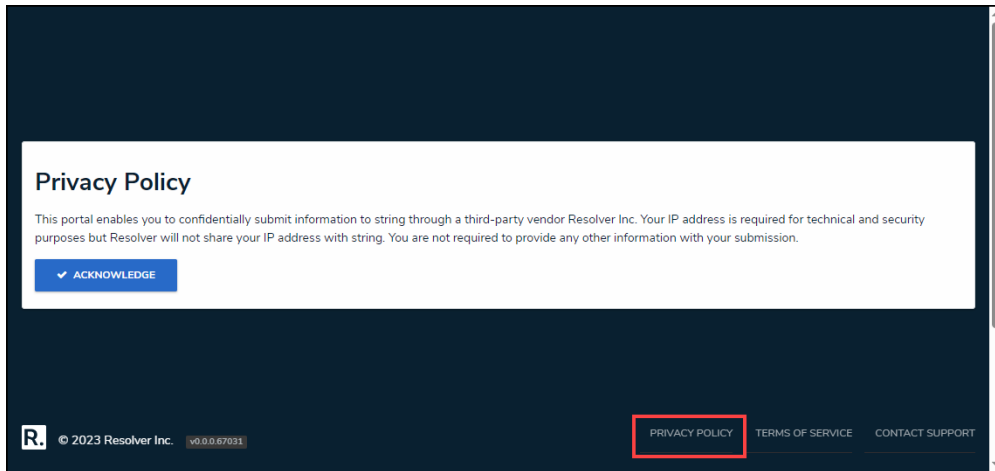 Privacy Policy
This portal enables you to confidentially submit information to string through a third-party vendor Resolver Inc. Your IP address is required for technical and security
purposes but Resolver will not share your IP address with string. You are not required to provide any other information with your submission.
✔ ACKNOWLEDGE
R. © 2023 Resolver Inc. v0.0.0.67031 PRIVACY POLICY TERMS OF SERVICE CONTACT SUPPORT